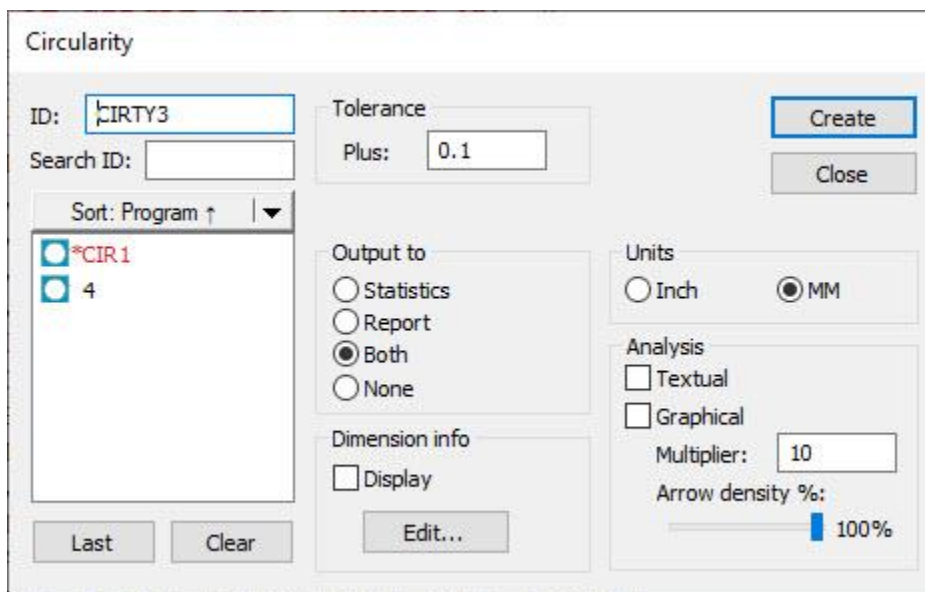 Circularity
ID: CIRTY3
Search ID:
Sort: Program ↑
*CIR1
4
Last
Clear
Tolerance
Plus: 0.1
Output to
Statistics
Report
Both
None
Dimension info
Display
Edit...
Create
Close
Units
Inch
MM
Analysis
Textual
Graphical
Multiplier: 10
Arrow density %:
100%